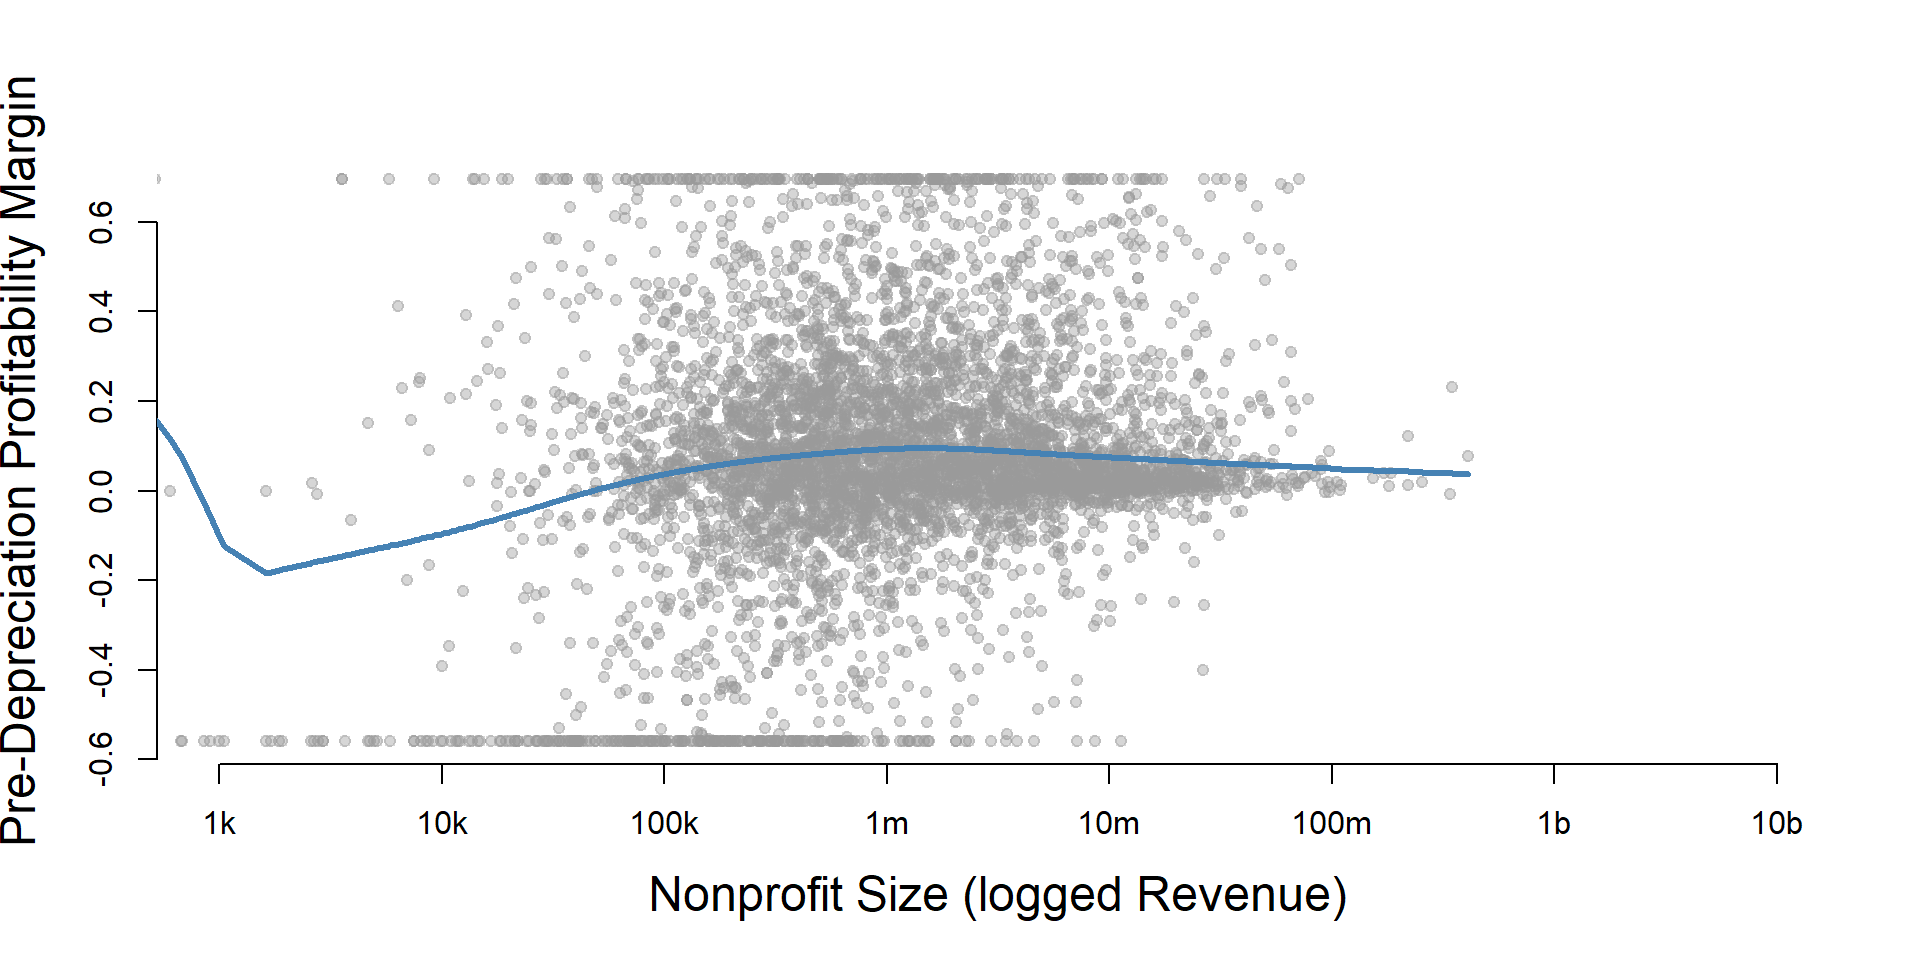 Pre-Depreciation Profitability Margin
0.6
0.4
0.2
0.0
-0.2
-0.4
-0.6
1k 10k 100k 1m 10m 100m 1b 10b
Nonprofit Size (logged Revenue)